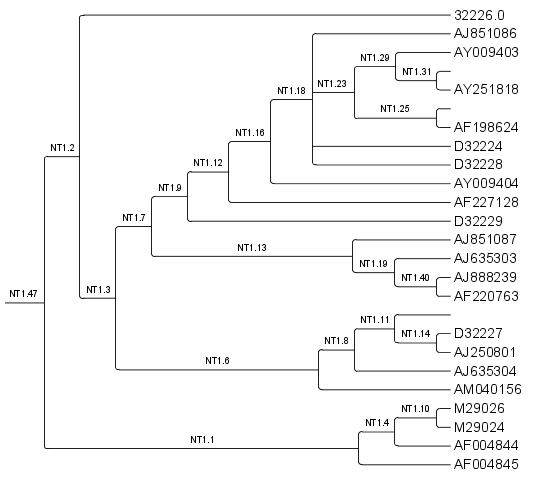 32226.0
AJ851086
AY009403
NT1.29
NT1.31
NT1.23
AY251818
NT1.18
NT1.25
AF198624
NT1.16
D32224
NT1.2
NT1.12
D32228
AY009404
NT1.9
AF227128
NT1.7
D32229
AJ851087
NT1.13
AJ635303
NT1.19
AJ888239
NT1.40
NT1.47
NT1.3
AF220763
NT1.11
D32227
NT1.14
NT1.8
AJ250801
NT1.6
AJ635304
AM040156
NT1.10
M29026
NT1.4
M29024
NT1.1
AF004844
AF004845